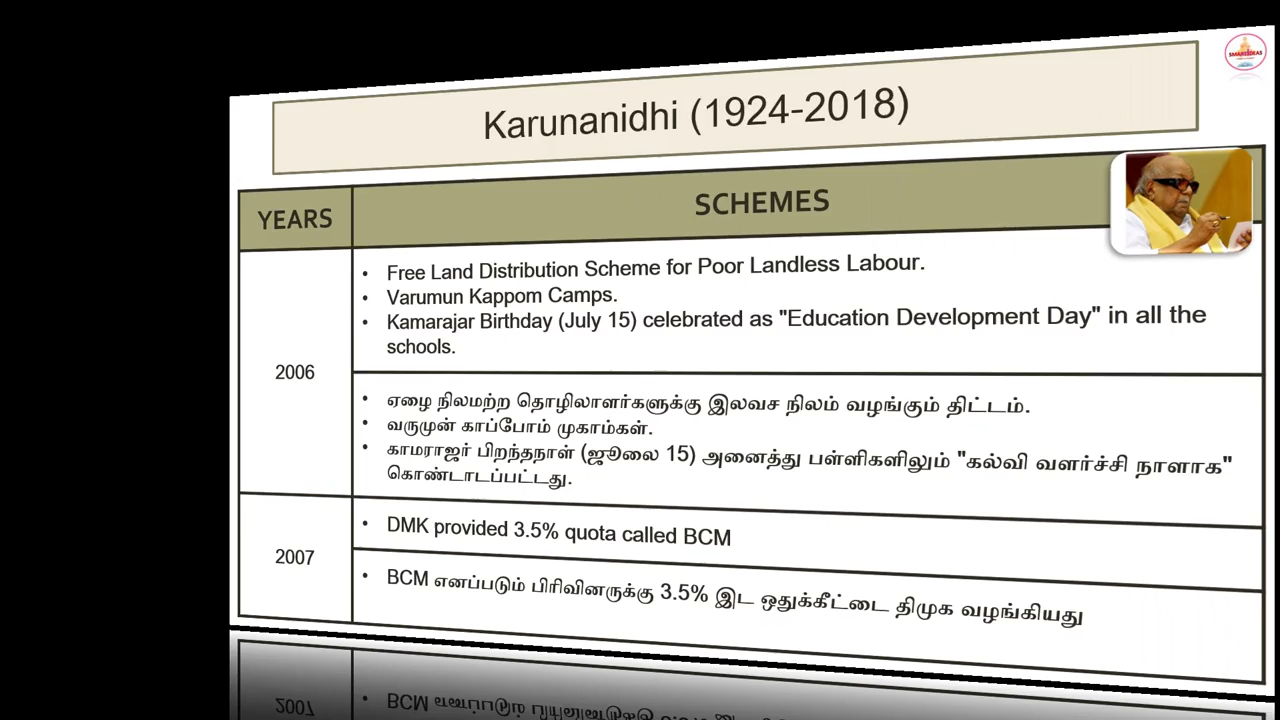 SMART IDEAS
Karunanidhi (1924-2018)
YEARS
SCHEMES
2006
• Free Land Distribution Scheme for Poor Landless Labour.
• Varumun Kappom Camps.
• Kamarajar Birthday (July 15) celebrated as "Education Development Day" in all the
schools.
• ஏழை நிலமற்ற தொழிலாளர்களுக்கு இலவச நிலம் வழங்கும் திட்டம்.
• வருமுன் காப்போம் முகாம்கள்.
• காமராஜர் பிறந்தநாள் (ஜூலை 15) அனைத்து பள்ளிகளிலும் "கல்வி வளர்ச்சி நாளாக"
கொண்டாடப்பட்டது.
2007
• DMK provided 3.5% quota called BCM
• BCM எனப்படும் பிரிவினருக்கு 3.5% இட ஒதுக்கீட்டை திமுக வழங்கியது